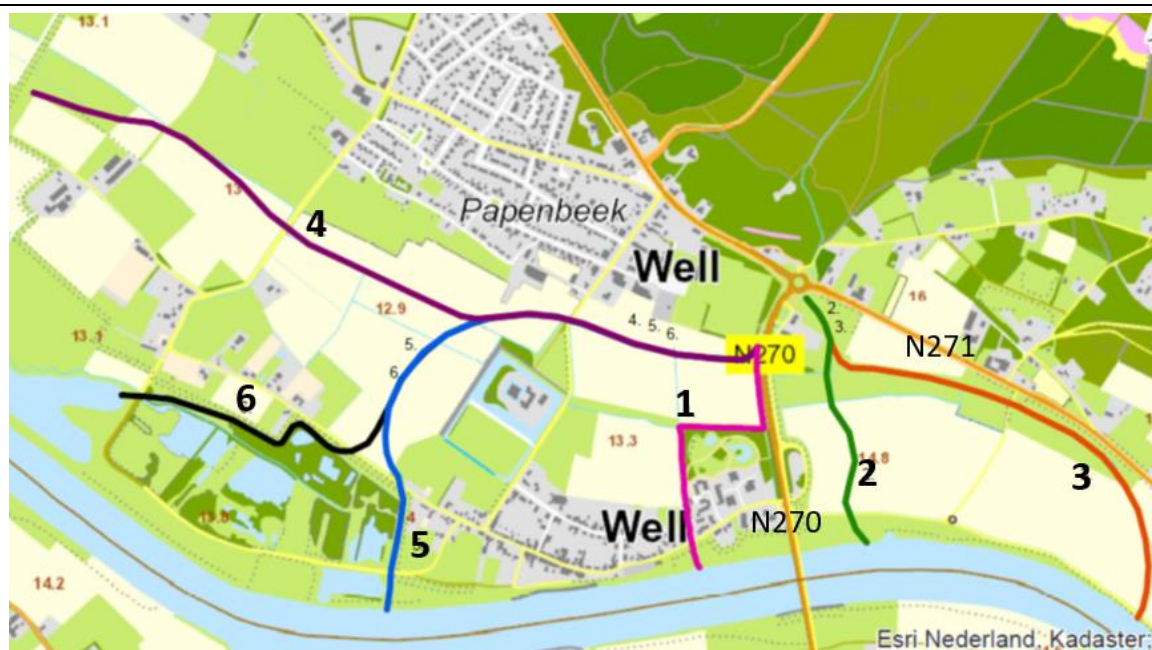 13.1
Papenbeek
13
4
Well
2.
3.
16
12.9
4. 5. 6.
N271
5.
N270
13.1
6.
6
1
13.3
14.8
2
3
Well
N270
5
14.2
Esri Nederland, Kadaster,